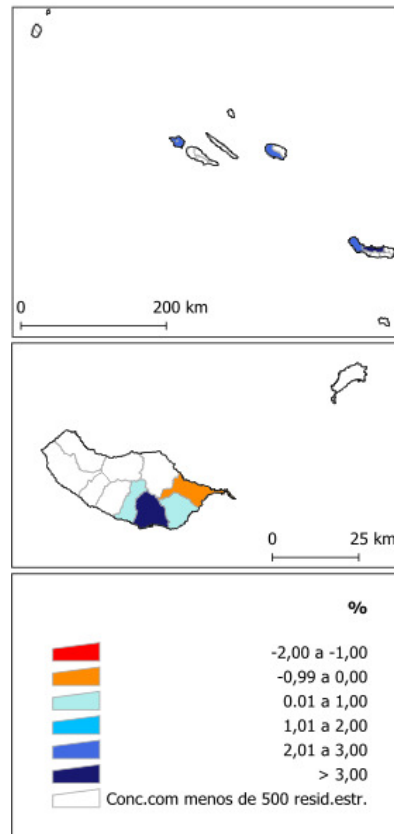 0 200 km
0 25 km
%
-2,00 a -1,00
-0,99 a 0,00
0.01 a 1,00
1,01 a 2,00
2,01 a 3,00
> 3,00
Conc.com menos de 500 resid.estr.